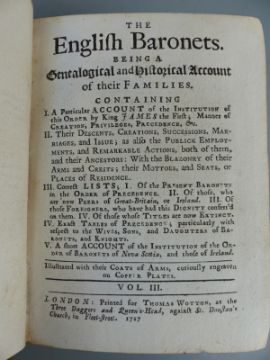 THE
Engliſh Baronets.
BEING A
Genealogical and Hiſtorical Account
of their FAMILIES,
CONTAINING
I. A Particular ACCOUNT of the INSTITUTION of
this ORDER by King JAMES the Firſt; Manner of
CREATION, PRIVILEGES, PRECEDENCE, &c.
II. Their DESCENTS, CREATIONS, SUCCESSIONS, MAR-
RIAGES, and ISSUE; as alſo the PUBLICK EMPLOY-
MENTS, and REMARKABLE ACTIONS, both of them,
and their ANCESTORS: With the BLAZONRY of their
ARMS and CRESTS; their MOTTOES, and SEATS, or
PLACES of RESIDENCE.
III. Correct LISTS; I. Of the PRESENT BARONETS
in the ORDER of PRECEDENCE. II. Of thoſe, who
are now PEERS of Great-Britain, or Ireland. III. Of
thoſe FOREIGNERS, who have had this DIGNITY confer'd
on them. IV. Of thoſe whoſe TITLES are now EXTINCT.
IV. EXACT TABLES of PRECEDENCY; particularly with
reſpect to the WIVES, SONS, and DAUGHTERS of BA-
RONETS, and KNIGHTS.
V. A ſhort ACCOUNT of the INSTITUTION of the OR-
DER of BARONETS of Nova Scotia, and thoſe of Ireland.
Illuſtrated with their COATS of ARMS, curiouſly engraven
on COPPER PLATES.
VOL. III.
LONDON: Printed for THOMAS WOTTON, at the
Three Daggers and Queen's-Head, againſt St. Dunſtan's
Church, in Fleet-ſtreet. 1727